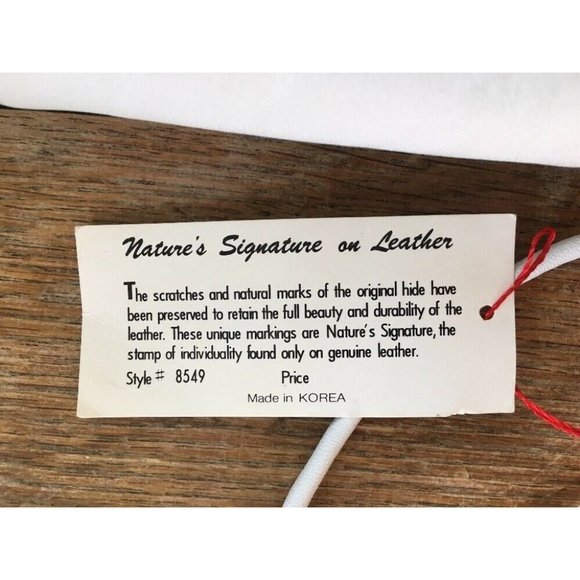 Nature's Signature on Leather
The scratches and natural marks of the original hide have
been preserved to retain the full beauty and durability of the
leather. These unique markings are Nature's Signature, the
stamp of individuality found only on genuine leather.
Style # 8549 Price
Made in KOREA